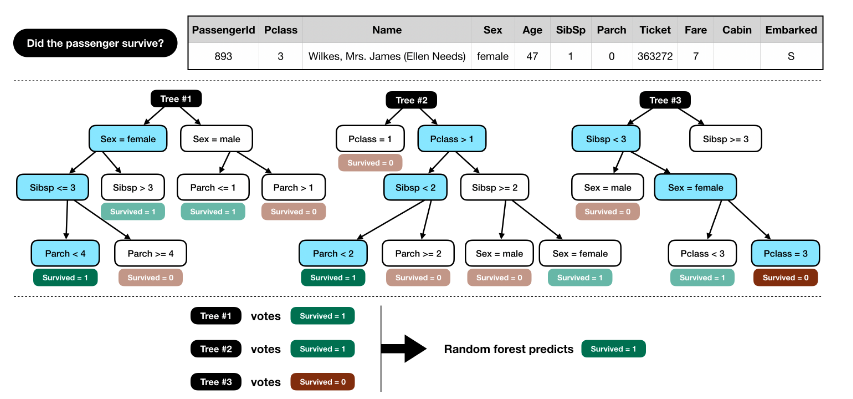 Did the passenger survive?
PassengerId Pclass Name Sex Age SibSp Parch Ticket Fare Cabin Embarked
893 3 Wilkes, Mrs. James (Ellen Needs) female 47 1 0 363272 7 S
Tree #1 Tree #2 Tree #3
Sex = female Sex = male Pclass = 1 Pclass > 1 Sibsp < 3 Sibsp >= 3
Survived = 0
Sibsp <= 3 Sibsp > 3 Parch <= 1 Parch > 1 Sibsp < 2 Sibsp >= 2 Sex = male Sex = female
Survived = 1 Survived = 1 Survived = 0 Survived = 0
Parch < 4 Parch >= 4 Parch < 2 Parch >= 2 Sex = male Sex = female Pclass < 3 Pclass = 3
Survived = 1 Survived = 0 Survived = 1 Survived = 0 Survived = 0 Survived = 1 Survived = 1 Survived = 0
Tree #1 votes Survived = 1
Tree #2 votes Survived = 1 Random forest predicts Survived = 1
Tree #3 votes Survived = 0